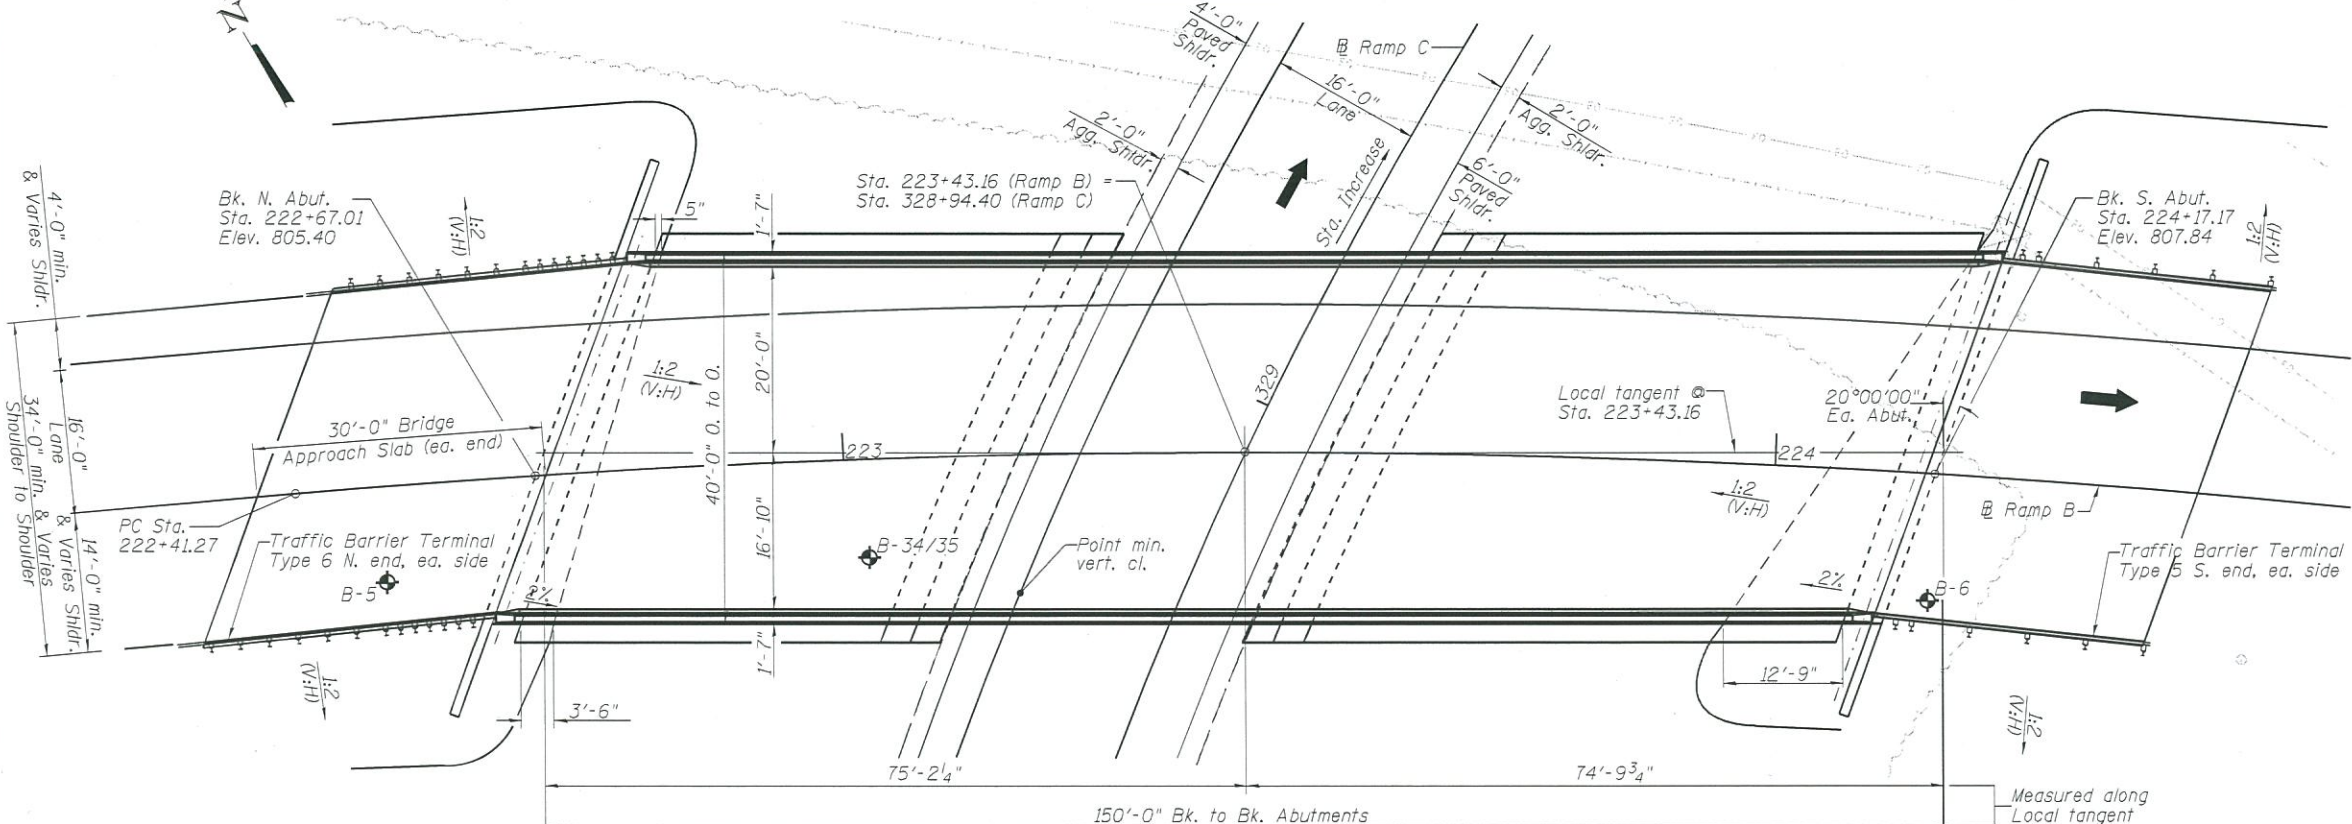 N
4'-0"
Paved
Shldr.
℄ Ramp C
16'-0"
Lane
2'-0"
Agg. Shldr.
2'-0"
Agg. Shldr.
6'-0"
Paved
Shldr.
Sta. Increase
4'-0" min.
& Varies Shldr.
Bk. N. Abut.
Sta. 222+67.01
Elev. 805.40
1:2
(V:H)
5"
1'-7"
Sta. 223+43.16 (Ramp B) =
Sta. 328+94.40 (Ramp C)
Bk. S. Abut.
Sta. 224+17.17
Elev. 807.84
1:2
(V:H)
1:2
(V:H)
20'-0"
40'-0" O. to O.
329
Local tangent @
Sta. 223+43.16
20°00'00"
Ea. Abut.
30'-0" Bridge
Approach Slab (ea. end)
223
224
16'-0"
Lane
& Varies
14'-0" min.
& Varies Shldr.
34'-0" min. & Varies
Shoulder to Shoulder
PC Sta.
222+41.27
Traffic Barrier Terminal
Type 6 N. end, ea. side
B-5
B-34/35
16'-10"
Point min.
vert. cl.
1:2
(V:H)
℄ Ramp B
Traffic Barrier Terminal
Type 5 S. end, ea. side
2%
B-6
2%
1'-7"
12'-9"
3'-6"
1:2
(V:H)
1:2
(V:H)
75'-2¼"
74'-9¾"
150'-0" Bk. to Bk. Abutments
Measured along
Local tangent